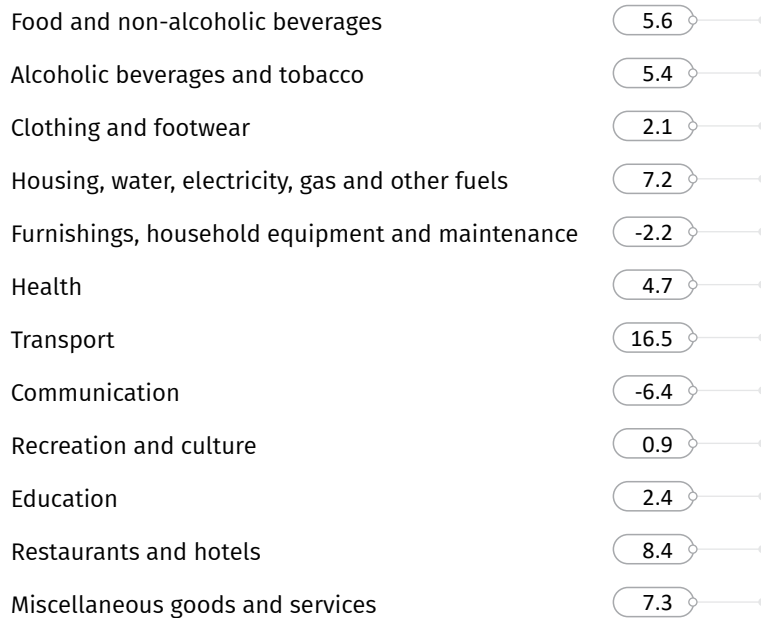 Food and non-alcoholic beverages 5.6
Alcoholic beverages and tobacco 5.4
Clothing and footwear 2.1
Housing, water, electricity, gas and other fuels 7.2
Furnishings, household equipment and maintenance -2.2
Health 4.7
Transport 16.5
Communication -6.4
Recreation and culture 0.9
Education 2.4
Restaurants and hotels 8.4
Miscellaneous goods and services 7.3